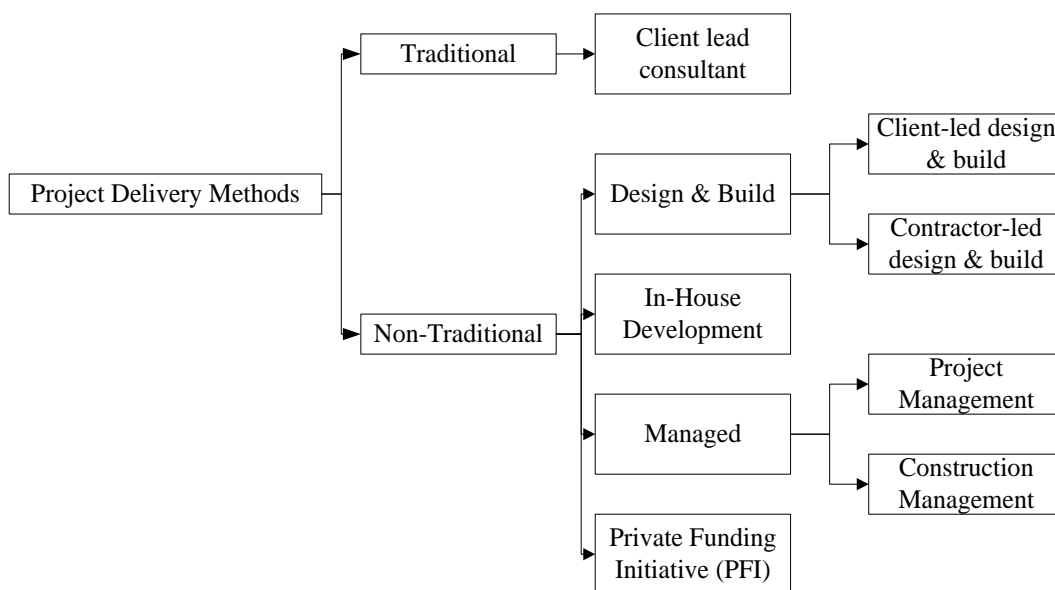 Project Delivery Methods
Traditional
Client lead
consultant
Non-Traditional
Design & Build
Client-led design
& build
Contractor-led
design & build
In-House
Development
Managed
Project
Management
Construction
Management
Private Funding
Initiative (PFI)